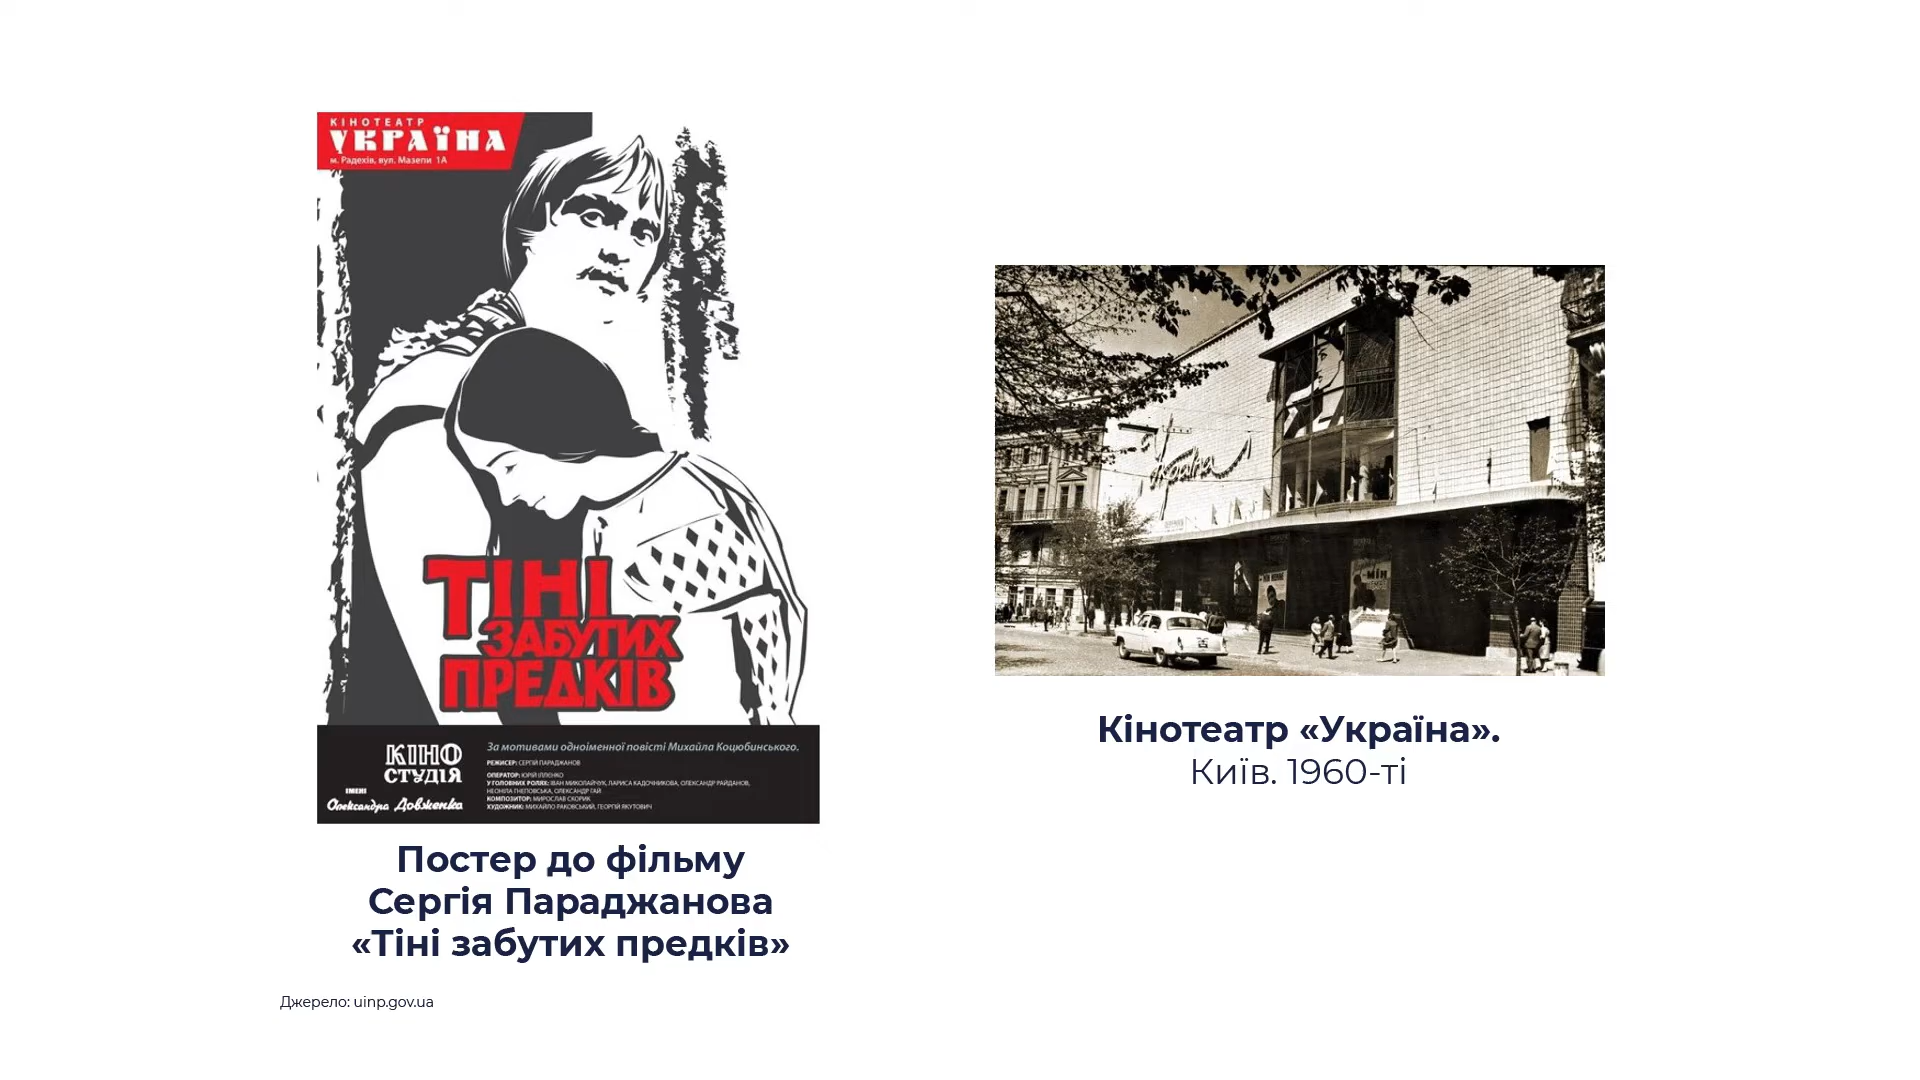 КІНОТЕАТР
УКРАЇНА
м. Радехів, вул. Мазепи 1А
ТІНІ
ЗАБУТИХ
ПРЕДКІВ
КІНО
СТУДІЯ
ІМЕНІ
Олександра Довженка
За мотивами одноіменної повісті Михайла Коцюбинського.
РЕЖИСЕР: СЕРГІЙ ПАРАДЖАНОВ
ОПЕРАТОР: ЮРІЙ ІЛЛЄНКО
У ГОЛОВНИХ РОЛЯХ: ІВАН МИКОЛАЙЧУК, ЛАРИСА КАДОЧНИКОВА, ОЛЕКСАНДР РАЙДАНОВ,
НЕОНІЛА ГНЕПОВСЬКА, ОЛЕКСАНДР ГАЙ
КОМПОЗИТОР: МИРОСЛАВ СКОРИК
ХУДОЖНИК: МИХАЙЛО РАКОВСЬКИЙ, ГЕОРГІЙ ЯКУТОВИЧ
Постер до фільму
Сергія Параджанова
«Тіні забутих предків»
Україна
Кінотеатр «Україна».
Київ. 1960-ті
Джерело: uinp.gov.ua